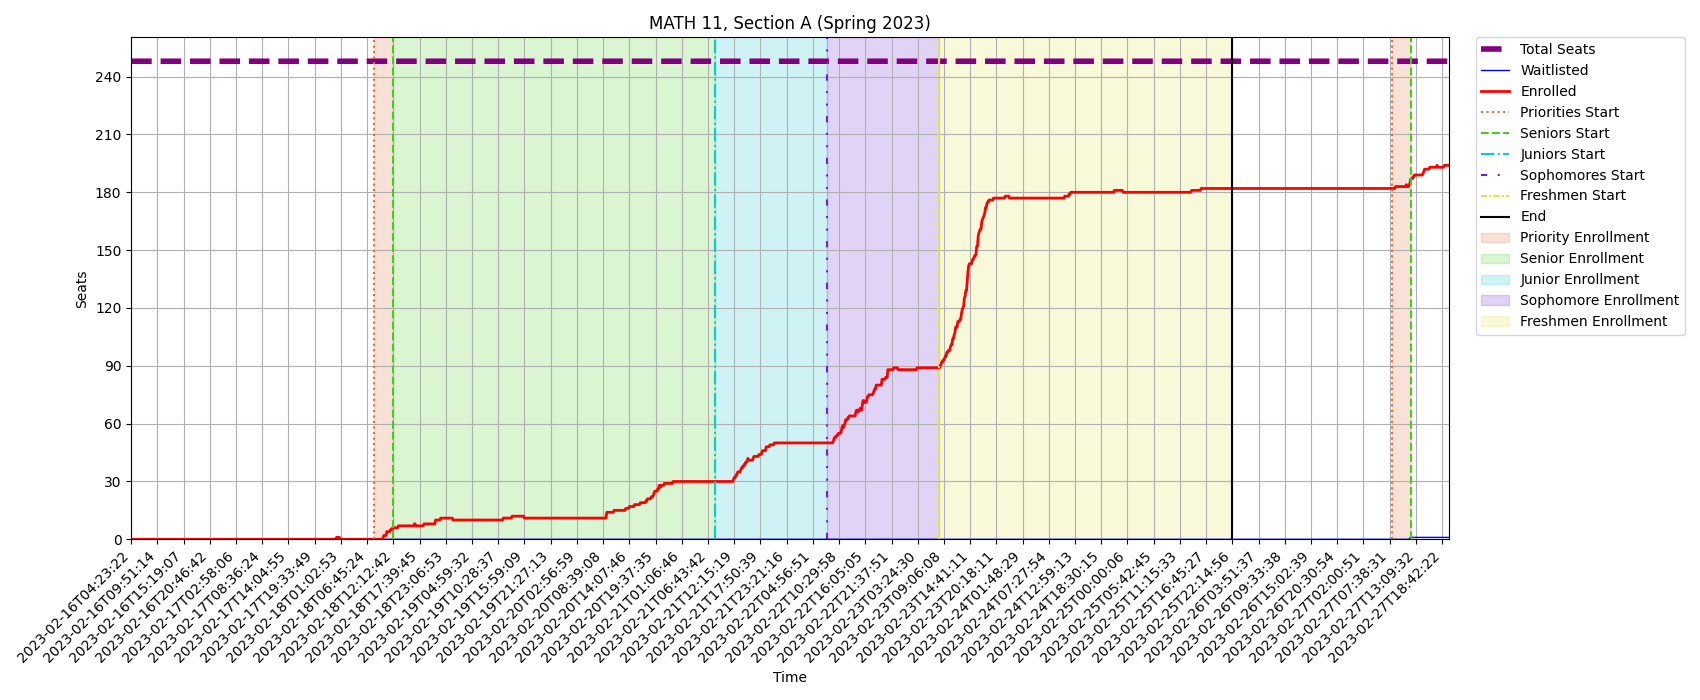 MATH 11, Section A (Spring 2023)
Seats
240
210
180
150
120
90
60
30
0
2023-02-16T04:23:22
2023-02-16T09:51:14
2023-02-16T15:19:07
2023-02-16T20:46:42
2023-02-17T02:58:06
2023-02-17T08:36:24
2023-02-17T14:04:55
2023-02-17T19:33:49
2023-02-18T01:02:53
2023-02-18T06:45:24
2023-02-18T12:12:42
2023-02-18T17:39:45
2023-02-18T23:06:53
2023-02-19T04:59:32
2023-02-19T10:28:37
2023-02-19T15:59:09
2023-02-19T21:27:13
2023-02-20T02:56:59
2023-02-20T08:39:08
2023-02-20T14:07:46
2023-02-20T19:37:35
2023-02-21T01:06:46
2023-02-21T06:43:42
2023-02-21T12:15:19
2023-02-21T17:50:39
2023-02-21T23:21:16
2023-02-22T04:56:51
2023-02-22T10:29:58
2023-02-22T16:05:05
2023-02-22T21:37:51
2023-02-23T03:24:30
2023-02-23T09:06:08
2023-02-23T14:41:11
2023-02-23T20:18:11
2023-02-24T01:48:29
2023-02-24T07:27:54
2023-02-24T12:59:13
2023-02-24T18:30:15
2023-02-25T00:00:06
2023-02-25T05:42:45
2023-02-25T11:15:33
2023-02-25T16:45:27
2023-02-25T22:14:56
2023-02-26T03:51:37
2023-02-26T09:33:38
2023-02-26T15:02:39
2023-02-26T20:30:54
2023-02-27T02:00:51
2023-02-27T07:38:31
2023-02-27T13:09:32
2023-02-27T18:42:22
Time
Total Seats
Waitlisted
Enrolled
Priorities Start
Seniors Start
Juniors Start
Sophomores Start
Freshmen Start
End
Priority Enrollment
Senior Enrollment
Junior Enrollment
Sophomore Enrollment
Freshmen Enrollment